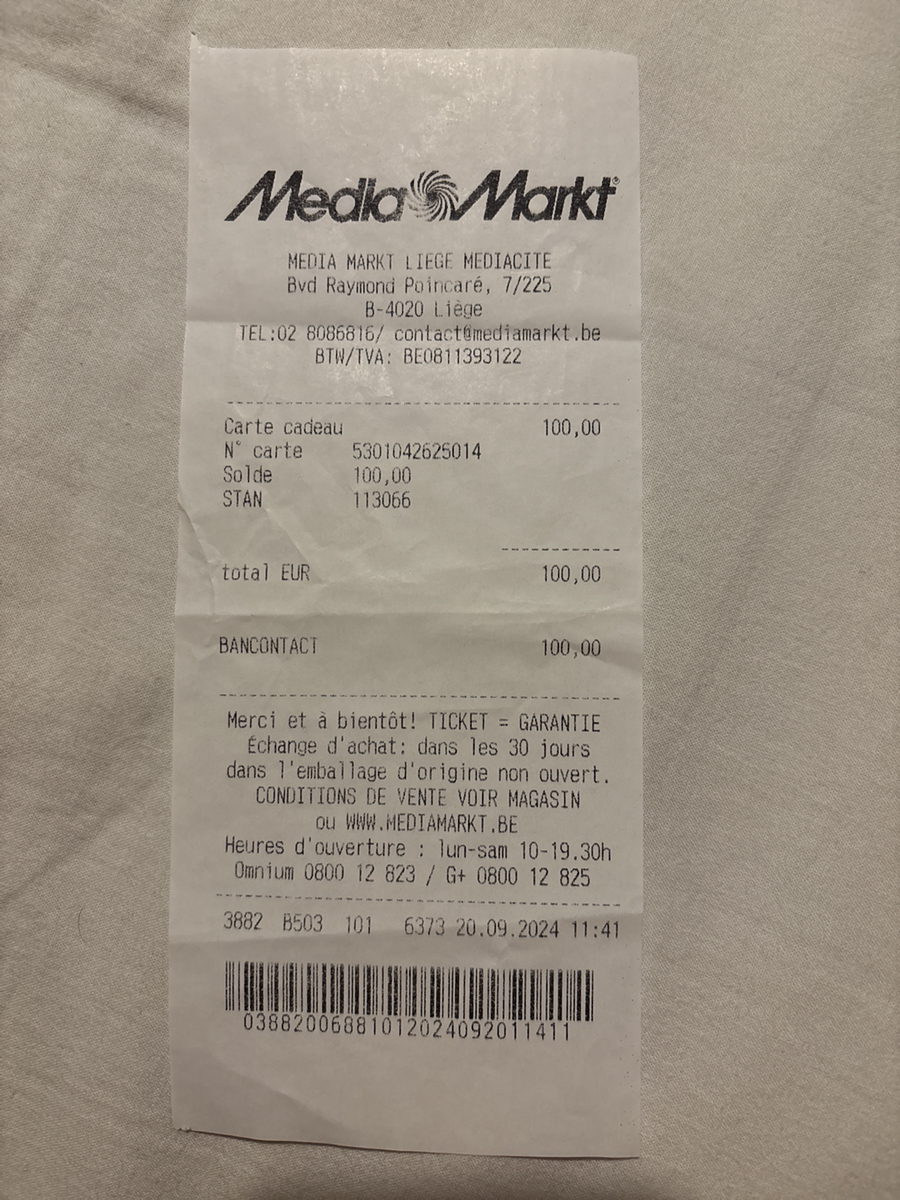 Media Markt®
MEDIA MARKT LIEGE MEDIACITE
Bvd Raymond Poincaré, 7/225
B-4020 Liège
TEL:02 8086816/ contact@mediamarkt.be
BTW/TVA: BE0811393122
Carte cadeau 100,00
N° carte 5301042625014
Solde 100,00
STAN 113066
total EUR 100,00
BANCONTACT 100,00
Merci et à bientôt! TICKET = GARANTIE
Échange d'achat: dans les 30 jours
dans l'emballage d'origine non ouvert.
CONDITIONS DE VENTE VOIR MAGASIN
ou WWW.MEDIAMARKT.BE
Heures d'ouverture : lun-sam 10-19.30h
Omnium 0800 12 823 / G+ 0800 12 825
3882 B503 101 6373 20.09.2024 11:41
0388200688101202409201141​1